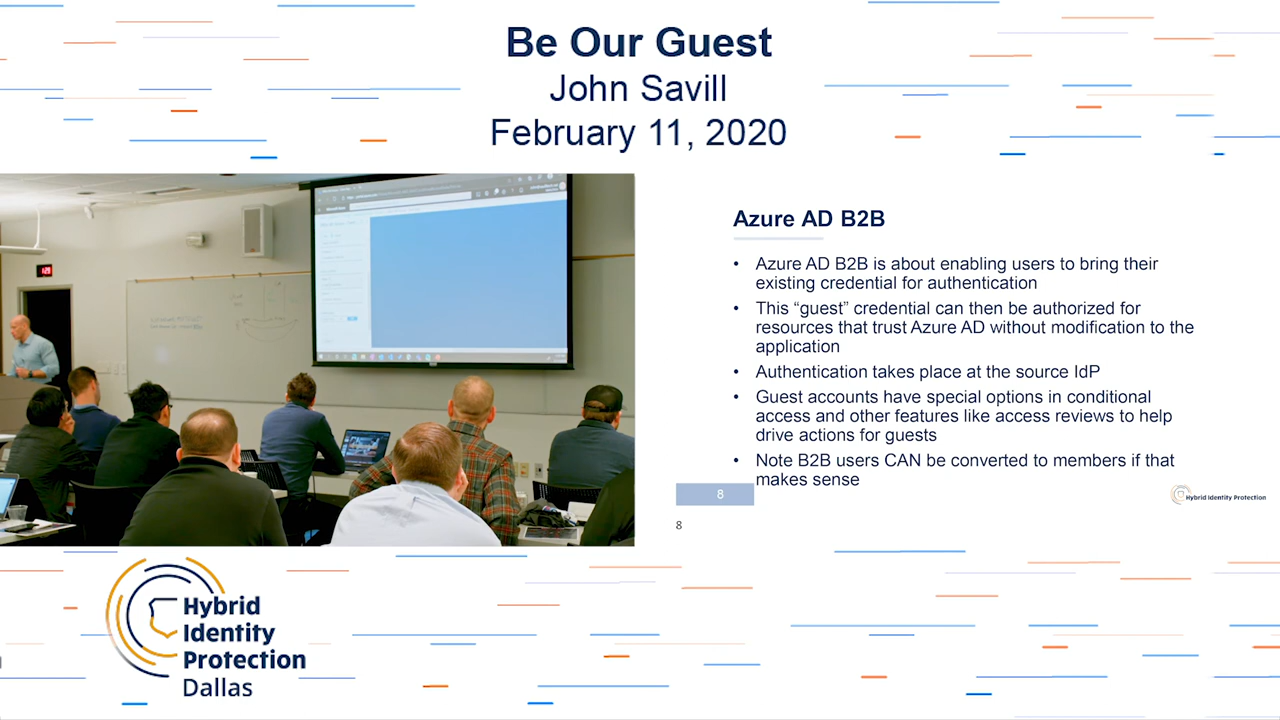 Be Our Guest
John Savill
February 11, 2020
Azure AD B2B
• Azure AD B2B is about enabling users to bring their
existing credential for authentication
• This “guest” credential can then be authorized for
resources that trust Azure AD without modification to the
application
• Authentication takes place at the source IdP
• Guest accounts have special options in conditional
access and other features like access reviews to help
drive actions for guests
• Note B2B users CAN be converted to members if that
makes sense
8
Hybrid Identity Protection
8
Hybrid
Identity
Protection
Dallas